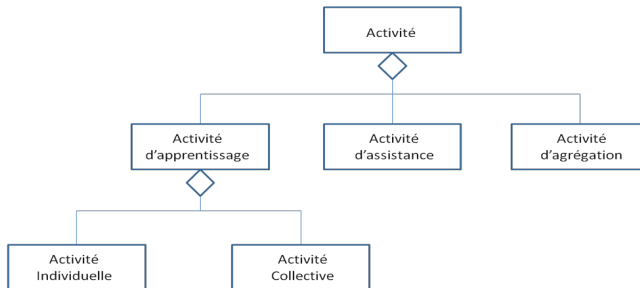 Activité
Activité
d'apprentissage
Activité
d'assistance
Activité
d'agrégation
Activité
Individuelle
Activité
Collective